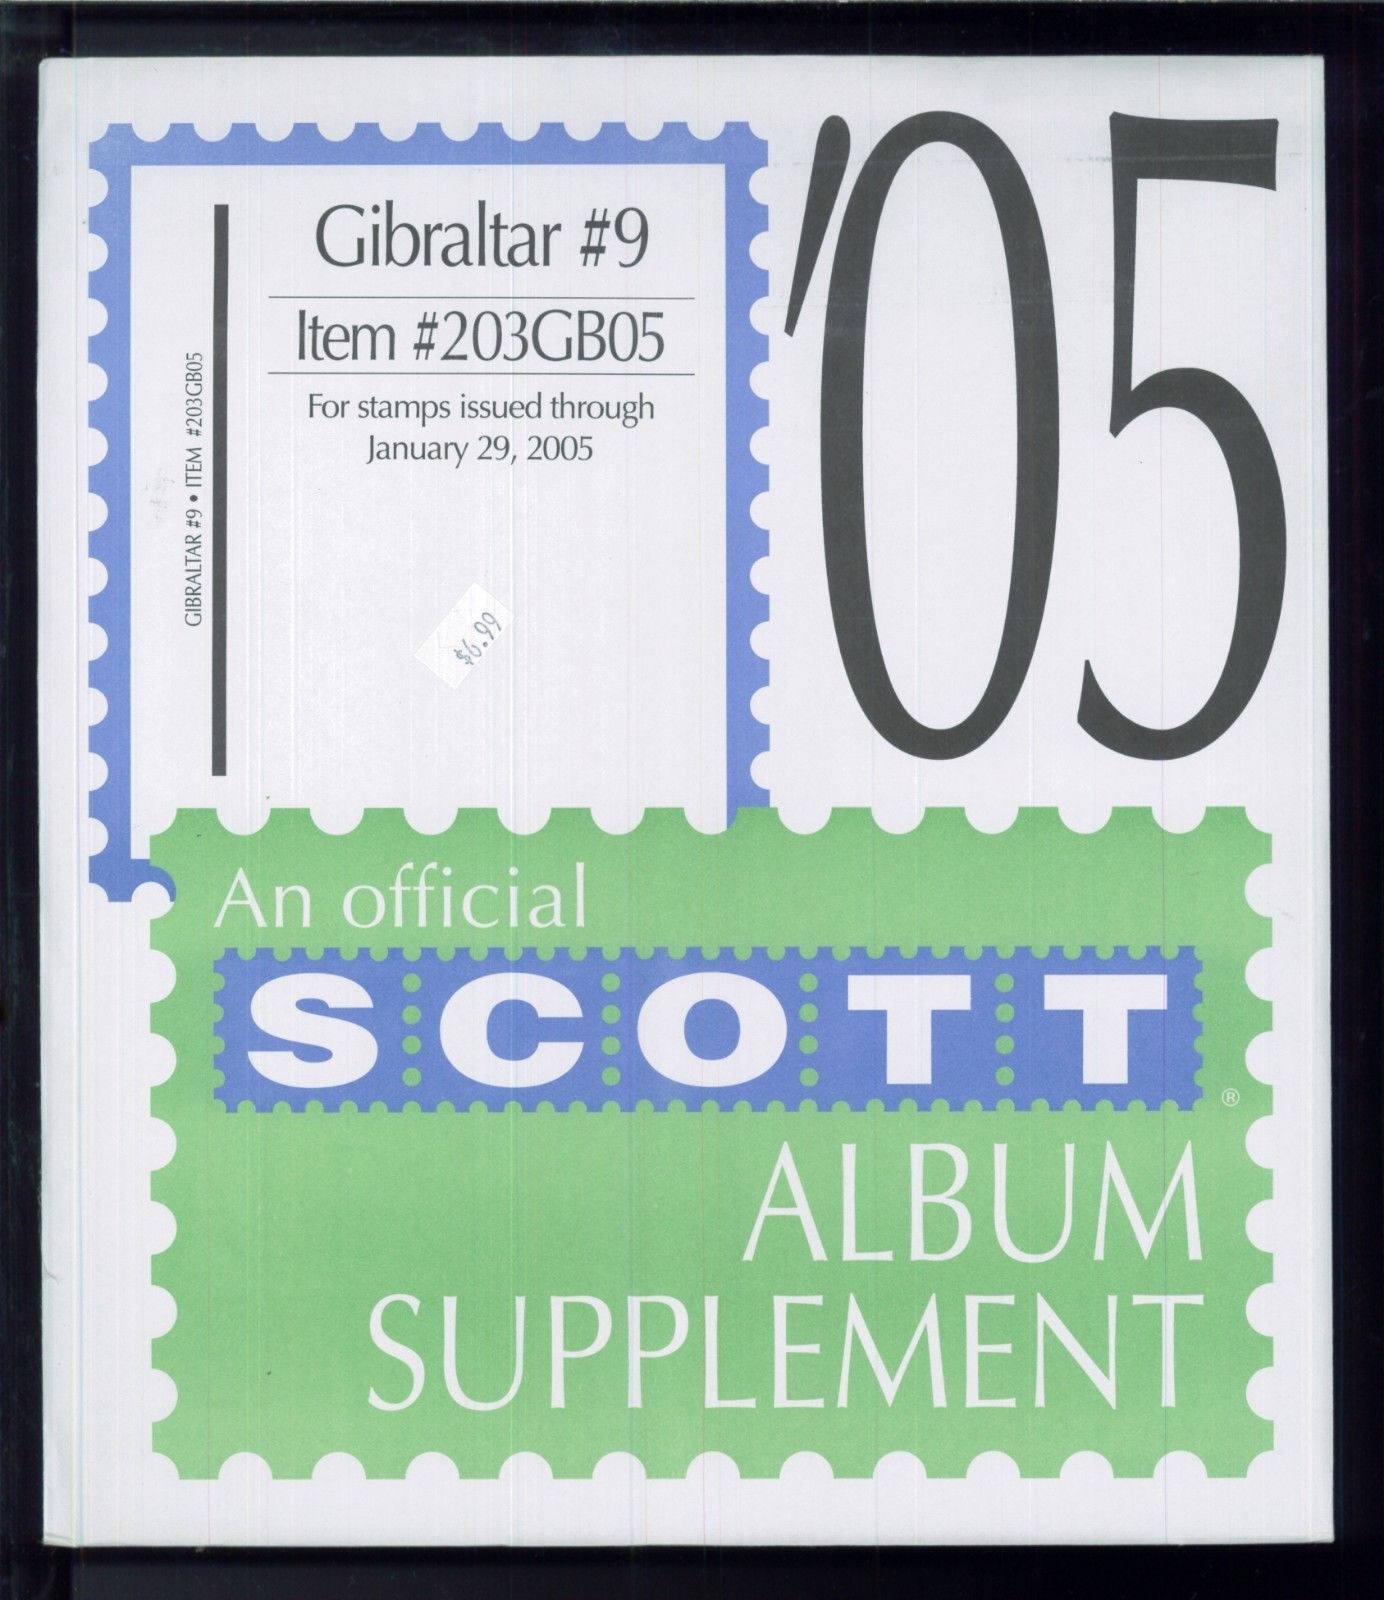 '05
Gibraltar #9
Item #203GB05
For stamps issued through
January 29, 2005
GIBRALTAR #9 • ITEM #203GB05
$6.99
An official
SCOTT ®
ALBUM
SUPPLEMENT